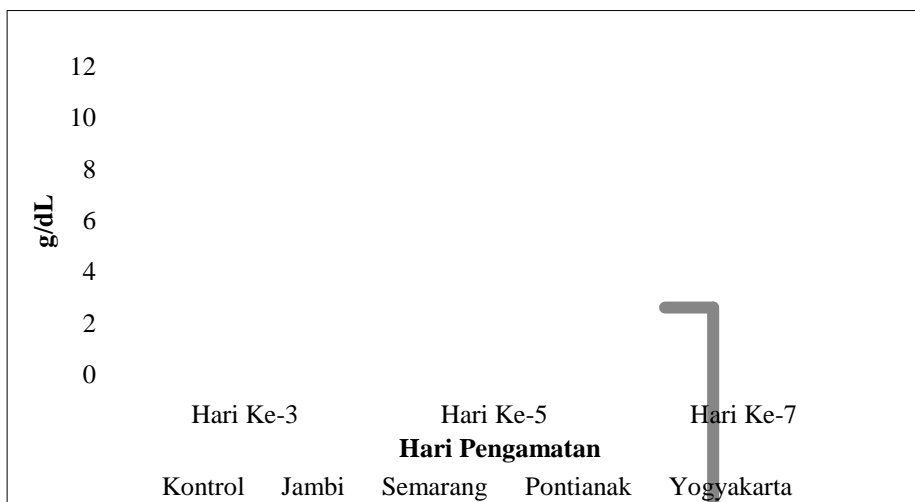 12
10
8
6
4
2
0
g/dL
Hari Ke-3 Hari Ke-5 Hari Ke-7
Hari Pengamatan
Kontrol Jambi Semarang Pontianak Yogyakarta